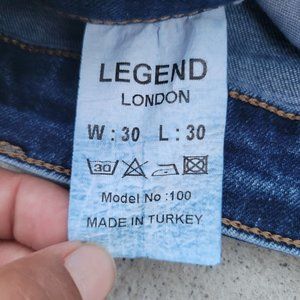 LEGEND
LONDON
W : 30 L : 30
30
Model No :100
MADE IN TURKEY